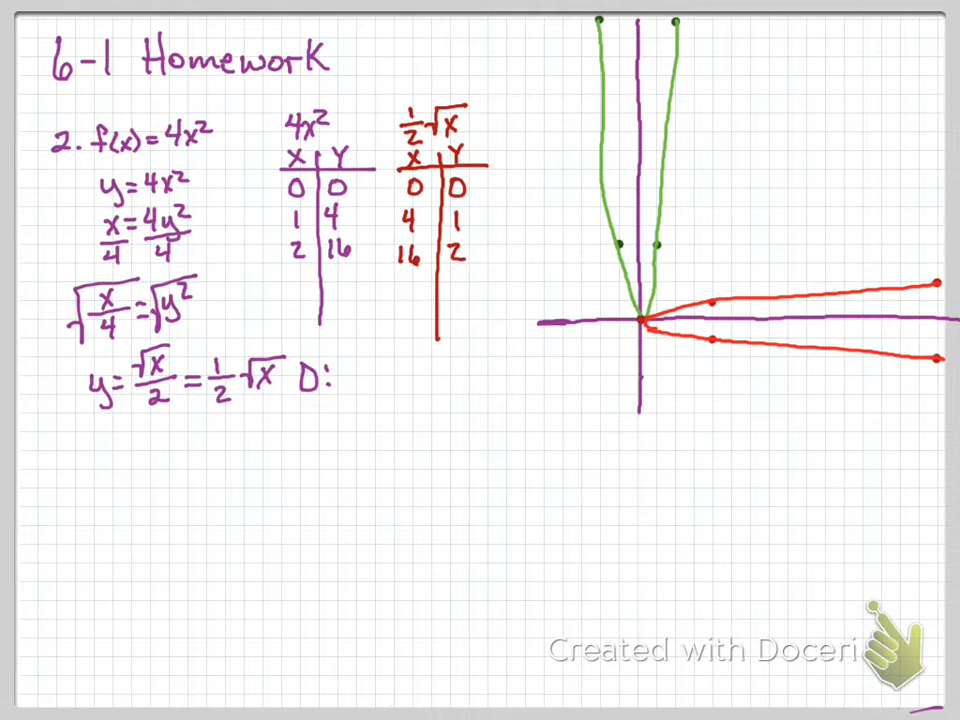 6-1 Homework
2. f(x) = 4x²
y = 4x²
x/4 = 4y²/4
√(x/4) = √(y²)
y = √x/2 = 1/2 √x D:
4x²
X Y
0 0
1 4
2 16
1/2 √x
X Y
0 0
4 1
16 2
Created with Doceri